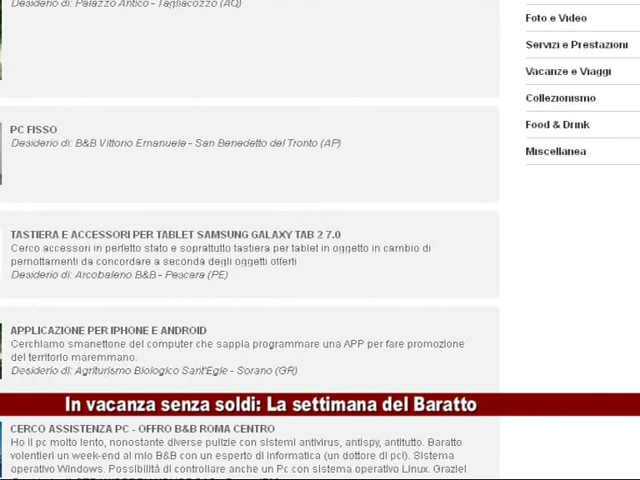 Desiderio di: Palazzo Antico - Tagliacozzo (AQ)
PC FISSO
Desiderio di: B&B Vittorio Emanuele - San Benedetto del Tronto (AP)
TASTIERA E ACCESSORI PER TABLET SAMSUNG GALAXY TAB 2 7.0
Cerco accessori in perfetto stato e soprattutto tastiera per tablet in oggetto in cambio di
pernottamenti da concordare a seconda degli oggetti offerti
Desiderio di: Arcobaleno B&B - Pescara (PE)
APPLICAZIONE PER IPHONE E ANDROID
Cerchiamo smanettone del computer che sappia programmare una APP per fare promozione
del territorio maremmano.
Desiderio di: Agriturismo Biologico Sant'Egle - Sorano (GR)
In vacanza senza soldi: La settimana del Baratto
CERCO ASSISTENZA PC - OFFRO B&B ROMA CENTRO
Ho il pc molto lento, nonostante diverse pulizie con sistemi antivirus, antispy, antitutto. Baratto
volentieri un week-end al mio B&B con un esperto di informatica (un dottore di pc!). Sistema
operativo Windows. Possibilità di controllare anche un Pc con sistema operativo Linux. Grazie!
Foto e Video
Servizi e Prestazioni
Vacanze e Viaggi
Collezionismo
Food & Drink
Miscellanea